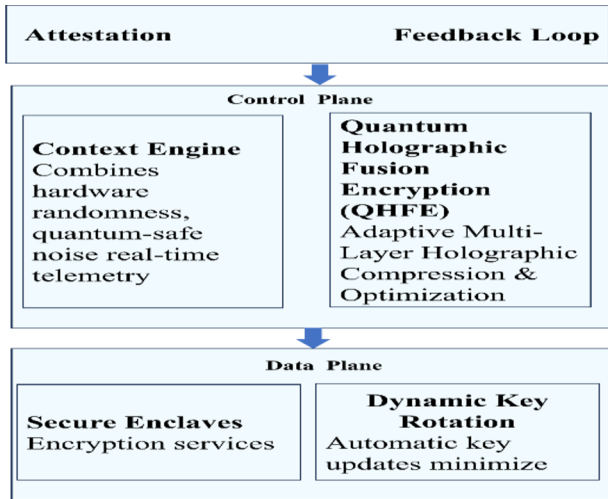 Attestation Feedback Loop
Control Plane
Context Engine
Combines
hardware
randomness,
quantum-safe
noise real-time
telemetry
Quantum
Holographic
Fusion
Encryption
(QHFE)
Adaptive Multi-
Layer Holographic
Compression &
Optimization
Data Plane
Secure Enclaves
Encryption services
Dynamic Key
Rotation
Automatic key
updates minimize